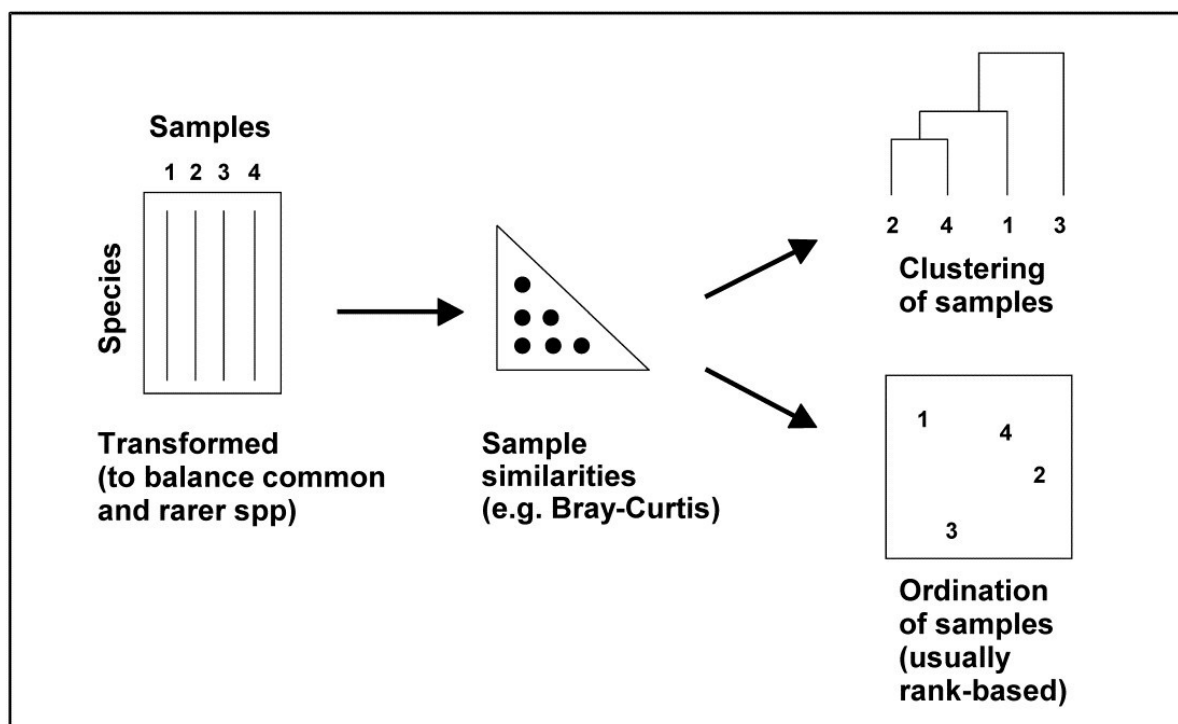 Samples
1 2 3 4
Species
Transformed
(to balance common
and rarer spp)
Sample
similarities
(e.g. Bray-Curtis)
2 4 1 3
Clustering
of samples
1
4
2
3
Ordination
of samples
(usually
rank-based)